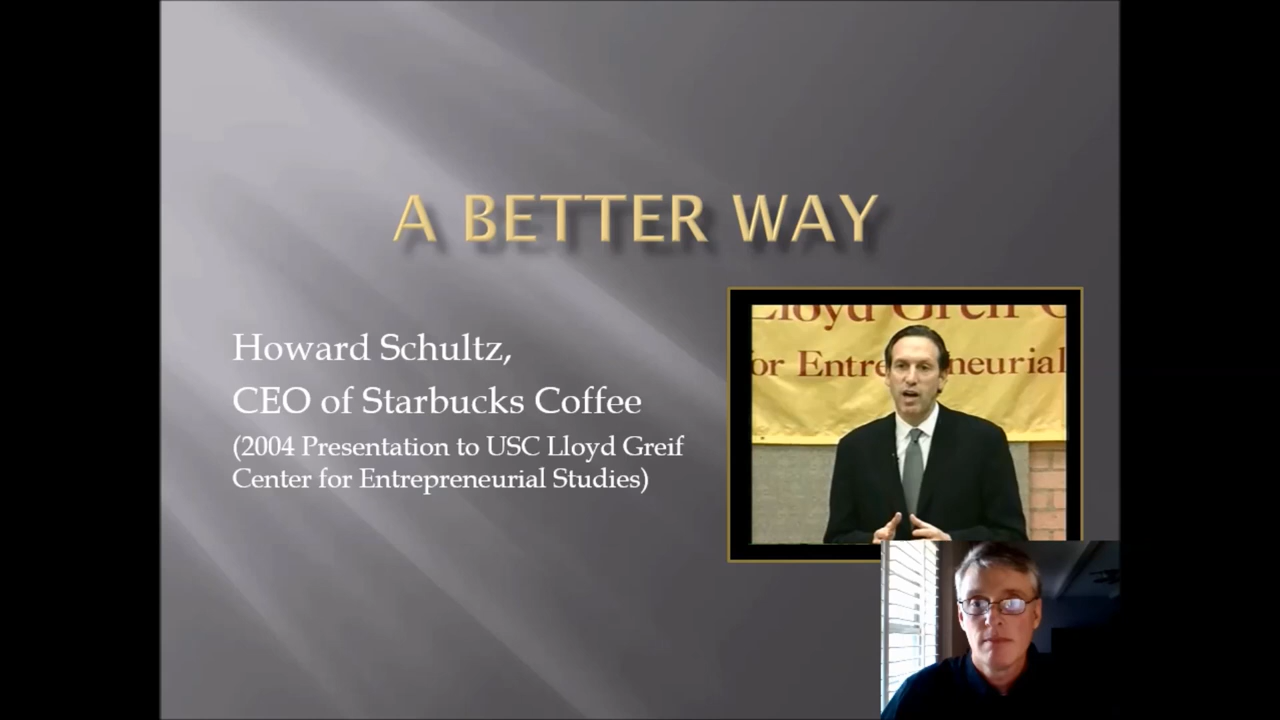 A BETTER WAY
Howard Schultz,
CEO of Starbucks Coffee
(2004 Presentation to USC Lloyd Greif
Center for Entrepreneurial Studies)
Lloyd Greif C
for Entre neurial